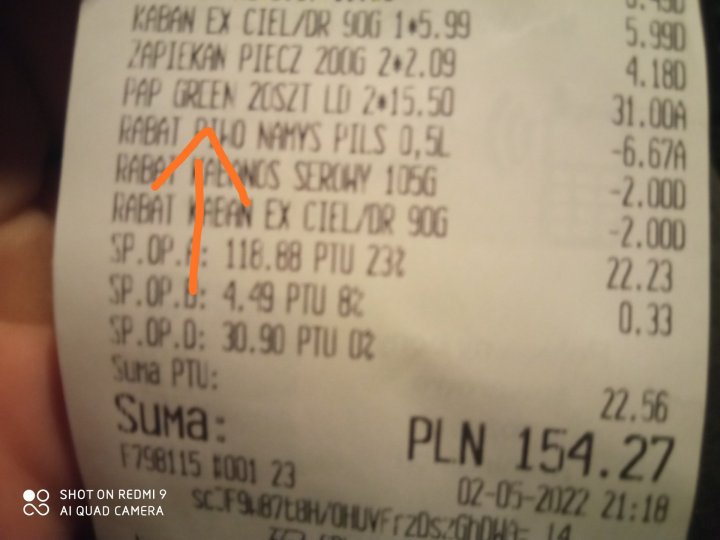 KABAN EX CIEL/DR 90G 1*5.99 5.99D
ZAPIEKAN PIECZ 200G 2*2.09 4.18D
PAP GREEN 20SZT LD 2*15.50 31.00A
RABAT PIWO NAMYS PILS 0,5L -6.67A
RABAT KABANOS SEROWY 105G -2.00D
RABAT KABAN EX CIEL/DR 90G -2.00D
SP.OP.A: 118.88 PTU 23% 22.23
SP.OP.B: 4.49 PTU 8% 0.33
SP.OP.D: 30.90 PTU 0%
Suma PTU: 22.56
Suma: PLN 154.27
F798115 #001 23 02-05-2022 21:18
SHOT ON REDMI 9
AI QUAD CAMERA